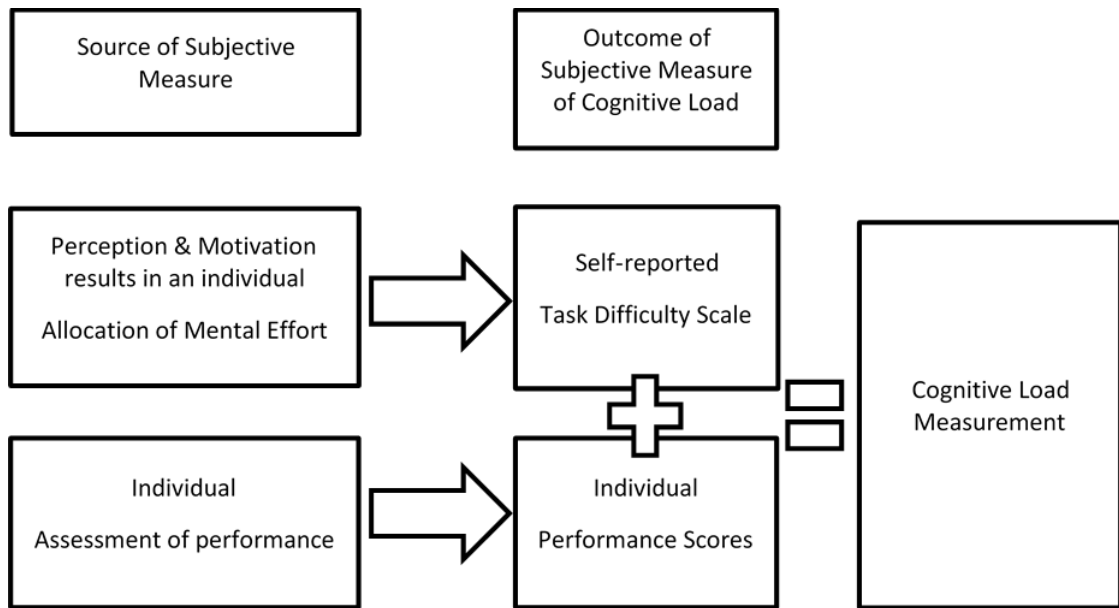 Source of Subjective
Measure
Outcome of
Subjective Measure
of Cognitive Load
Perception & Motivation
results in an individual
Allocation of Mental Effort
Self-reported
Task Difficulty Scale
Individual
Assessment of performance
Individual
Performance Scores
Cognitive Load
Measurement